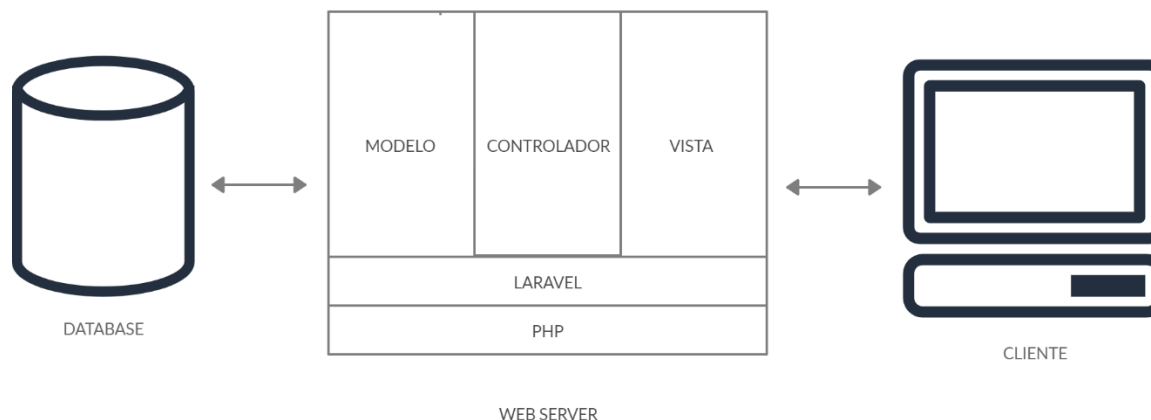 MODELO
CONTROLADOR
VISTA
LARAVEL
PHP
DATABASE
CLIENTE
WEB SERVER